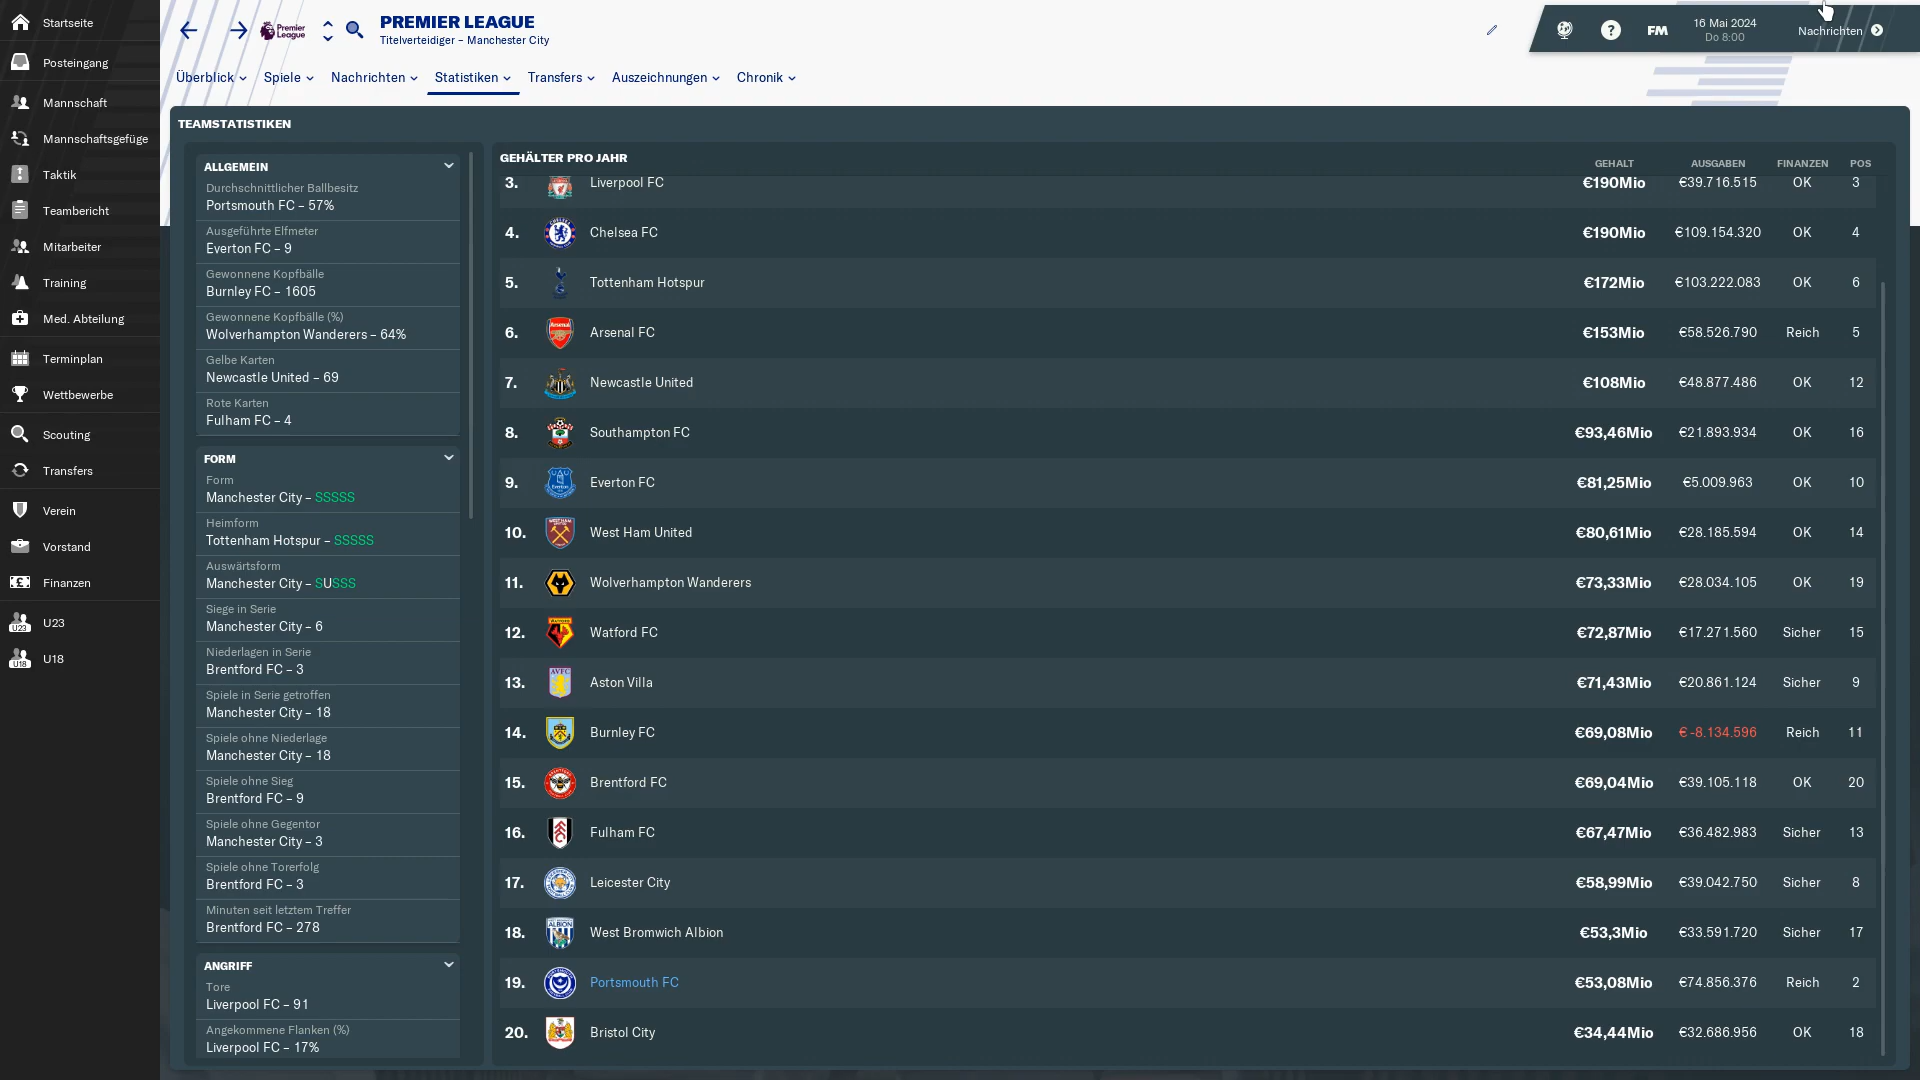 Startseite
Posteingang
Mannschaft
Mannschaftsgefüge
Taktik
Teambericht
Mitarbeiter
Training
Med. Abteilung
Terminplan
Wettbewerbe
Scouting
Transfers
Verein
Vorstand
Finanzen
U23
U23
U18
U18
Premier League
PREMIER LEAGUE
Titelverteidiger – Manchester City
FM
16 Mai 2024
Do 8:00
Nachrichten
Überblick Spiele Nachrichten Statistiken Transfers Auszeichnungen Chronik
TEAMSTATISTIKEN
ALLGEMEIN
Durchschnittlicher Ballbesitz
Portsmouth FC – 57%
Ausgeführte Elfmeter
Everton FC – 9
Gewonnene Kopfbälle
Burnley FC – 1605
Gewonnene Kopfbälle (%)
Wolverhampton Wanderers – 64%
Gelbe Karten
Newcastle United – 69
Rote Karten
Fulham FC – 4
FORM
Form
Manchester City – SSSSS
Heimform
Tottenham Hotspur – SSSSS
Auswärtsform
Manchester City – SUSSS
Siege in Serie
Manchester City – 6
Niederlagen in Serie
Brentford FC – 3
Spiele in Serie getroffen
Manchester City – 18
Spiele ohne Niederlage
Manchester City – 18
Spiele ohne Sieg
Brentford FC – 9
Spiele ohne Gegentor
Manchester City – 3
Spiele ohne Torerfolg
Brentford FC – 3
Minuten seit letztem Treffer
Brentford FC – 278
ANGRIFF
Tore
Liverpool FC – 91
Angekommene Flanken (%)
Liverpool FC – 17%
GEHÄLTER PRO JAHR GEHALT AUSGABEN FINANZEN POS
3. Liverpool FC €190Mio €39.716.515 OK 3
4. Chelsea FC €190Mio €109.154.320 OK 4
5. Tottenham Hotspur €172Mio €103.222.083 OK 6
6. Arsenal FC €153Mio €58.526.790 Reich 5
7. Newcastle United €108Mio €48.877.486 OK 12
8. Southampton FC €93,46Mio €21.893.934 OK 16
9. Everton FC €81,25Mio €5.009.963 OK 10
10. West Ham United €80,61Mio €28.185.594 OK 14
11. Wolverhampton Wanderers €73,33Mio €28.034.105 OK 19
12. Watford FC €72,87Mio €17.271.560 Sicher 15
13. Aston Villa €71,43Mio €20.861.124 Sicher 9
14. Burnley FC €69,08Mio €-8.134.596 Reich 11
15. Brentford FC €69,04Mio €39.105.118 OK 20
16. Fulham FC €67,47Mio €36.482.983 Sicher 13
17. Leicester City €58,99Mio €39.042.750 Sicher 8
18. West Bromwich Albion €53,3Mio €33.591.720 Sicher 17
19. Portsmouth FC €53,08Mio €74.856.376 Reich 2
20. Bristol City €34,44Mio €32.686.956 OK 18